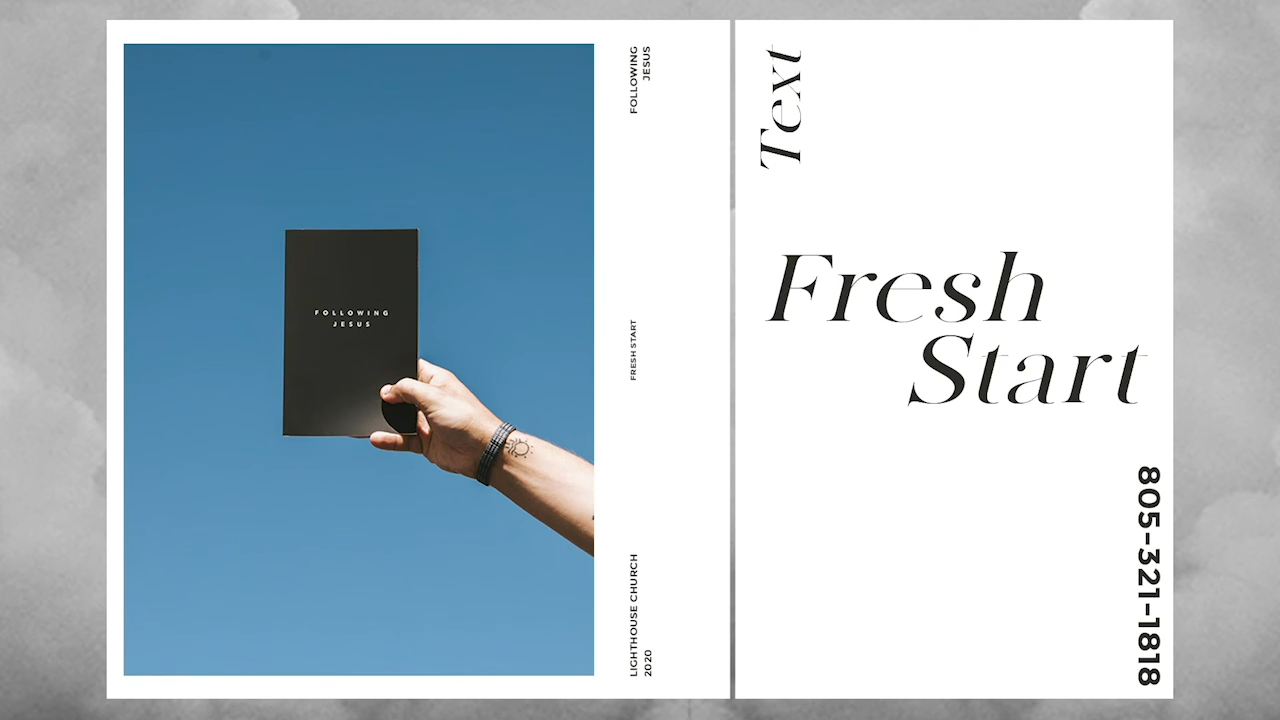 FOLLOWING
JESUS
FOLLOWING
JESUS
FRESH START
LIGHTHOUSE CHURCH
2020
Text
Fresh
Start
805-321-1818